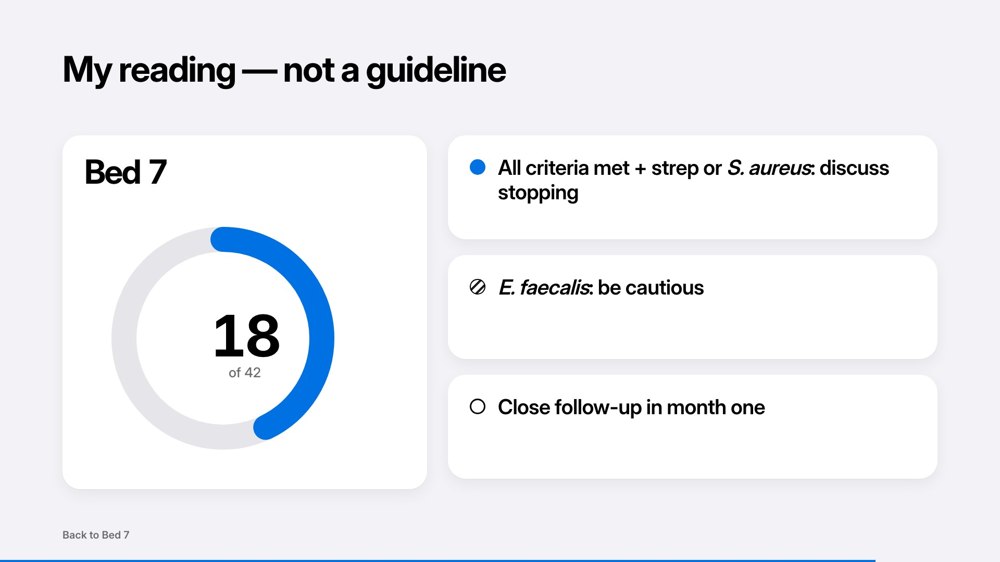 My reading — not a guideline
Bed 7
18
of 42
All criteria met + strep or S. aureus: discuss
stopping
E. faecalis: be cautious
Close follow-up in month one
Back to Bed 7